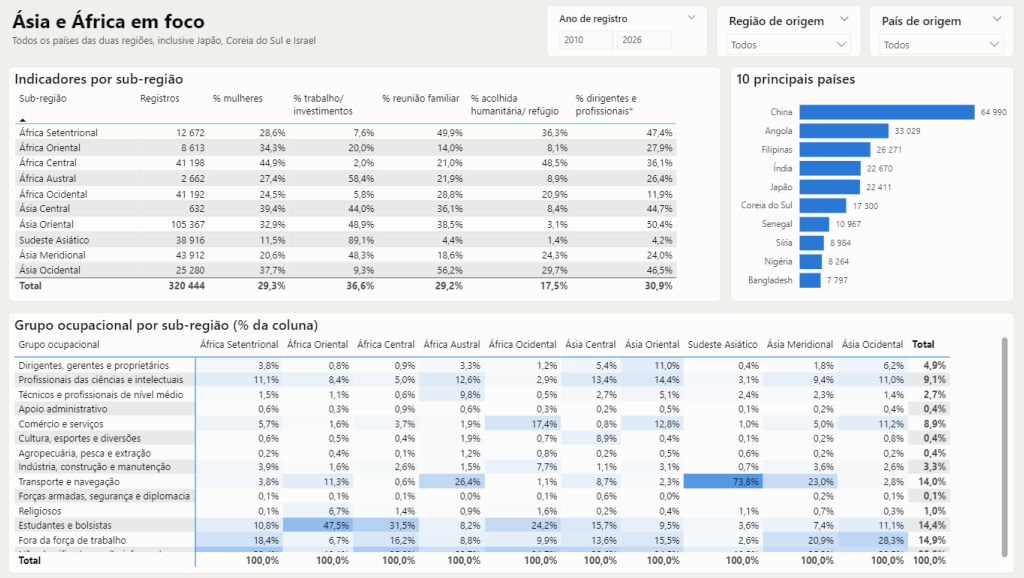 Ásia e África em foco
Todos os países das duas regiões, inclusive Japão, Coreia do Sul e Israel
Ano de registro
2010 2026
Região de origem
Todos
País de origem
Todos
Indicadores por sub-região
Sub-região Registros % mulheres % trabalho/ investimentos % reunião familiar % acolhida humanitária/ refúgio % dirigentes e profissionais*
África Setentrional 12 672 28,6% 7,6% 49,9% 36,3% 47,4%
África Oriental 8 613 34,3% 20,0% 14,0% 8,1% 27,9%
África Central 41 198 44,9% 2,0% 21,0% 48,5% 36,1%
África Austral 2 662 27,4% 58,4% 21,9% 8,9% 26,4%
África Ocidental 41 192 24,5% 5,8% 28,8% 20,9% 11,9%
Ásia Central 632 39,4% 44,0% 36,1% 8,4% 44,7%
Ásia Oriental 105 367 32,9% 48,9% 38,5% 3,1% 50,4%
Sudeste Asiático 38 916 11,5% 89,1% 4,4% 1,4% 4,2%
Ásia Meridional 43 912 20,6% 48,3% 18,6% 24,3% 24,0%
Ásia Ocidental 25 280 37,7% 9,3% 56,2% 29,7% 46,5%
Total 320 444 29,3% 36,6% 29,2% 17,5% 30,9%
10 principais países
China 64 990
Angola 33 029
Filipinas 26 271
Índia 22 670
Japão 22 411
Coreia do Sul 17 300
Senegal 10 967
Síria 8 984
Nigéria 8 264
Bangladesh 7 797
Grupo ocupacional por sub-região (% da coluna)
Grupo ocupacional África Setentrional África Oriental África Central África Austral África Ocidental Ásia Central Ásia Oriental Sudeste Asiático Ásia Meridional Ásia Ocidental Total
Dirigentes, gerentes e proprietários 3,8% 0,8% 0,9% 3,3% 1,2% 5,4% 11,0% 0,4% 1,8% 6,2% 4,9%
Profissionais das ciências e intelectuais 11,1% 8,4% 5,0% 12,6% 2,9% 13,4% 14,4% 3,1% 9,4% 11,0% 9,1%
Técnicos e profissionais de nível médio 1,5% 1,1% 0,6% 9,8% 0,5% 2,7% 5,1% 2,4% 2,3% 1,4% 2,7%
Apoio administrativo 0,6% 0,3% 0,9% 0,6% 0,3% 0,2% 0,5% 0,1% 0,2% 0,4% 0,4%
Comércio e serviços 5,7% 1,6% 3,7% 1,9% 17,4% 0,8% 12,8% 1,0% 5,0% 11,2% 8,9%
Cultura, esportes e diversões 0,6% 0,5% 0,4% 1,9% 0,7% 8,9% 0,4% 0,1% 0,2% 0,8% 0,4%
Agropecuária, pesca e extração 0,2% 0,4% 0,1% 1,2% 0,8% 0,2% 0,5% 0,6% 0,2% 0,2% 0,4%
Indústria, construção e manutenção 3,9% 1,6% 2,6% 1,5% 7,7% 1,1% 3,1% 0,7% 3,6% 2,6% 3,3%
Transporte e navegação 3,8% 11,3% 0,6% 26,4% 1,1% 8,7% 2,3% 73,8% 23,0% 2,8% 14,0%
Forças armadas, segurança e diplomacia 0,1% 0,1% 0,1% 0,0% 0,1% 0,6% 0,0% 0,2% 0,1% 0,1%
Religiosos 0,1% 6,7% 1,4% 0,9% 1,6% 0,2% 0,4% 1,1% 0,7% 0,3% 1,0%
Estudantes e bolsistas 10,8% 47,5% 31,5% 8,2% 24,2% 15,7% 9,5% 3,6% 7,4% 11,1% 14,4%
Fora da força de trabalho 18,4% 6,7% 16,2% 8,8% 9,9% 13,6% 15,5% 2,6% 20,9% 28,3% 14,9%
Total 100,0% 100,0% 100,0% 100,0% 100,0% 100,0% 100,0% 100,0% 100,0% 100,0% 100,0%